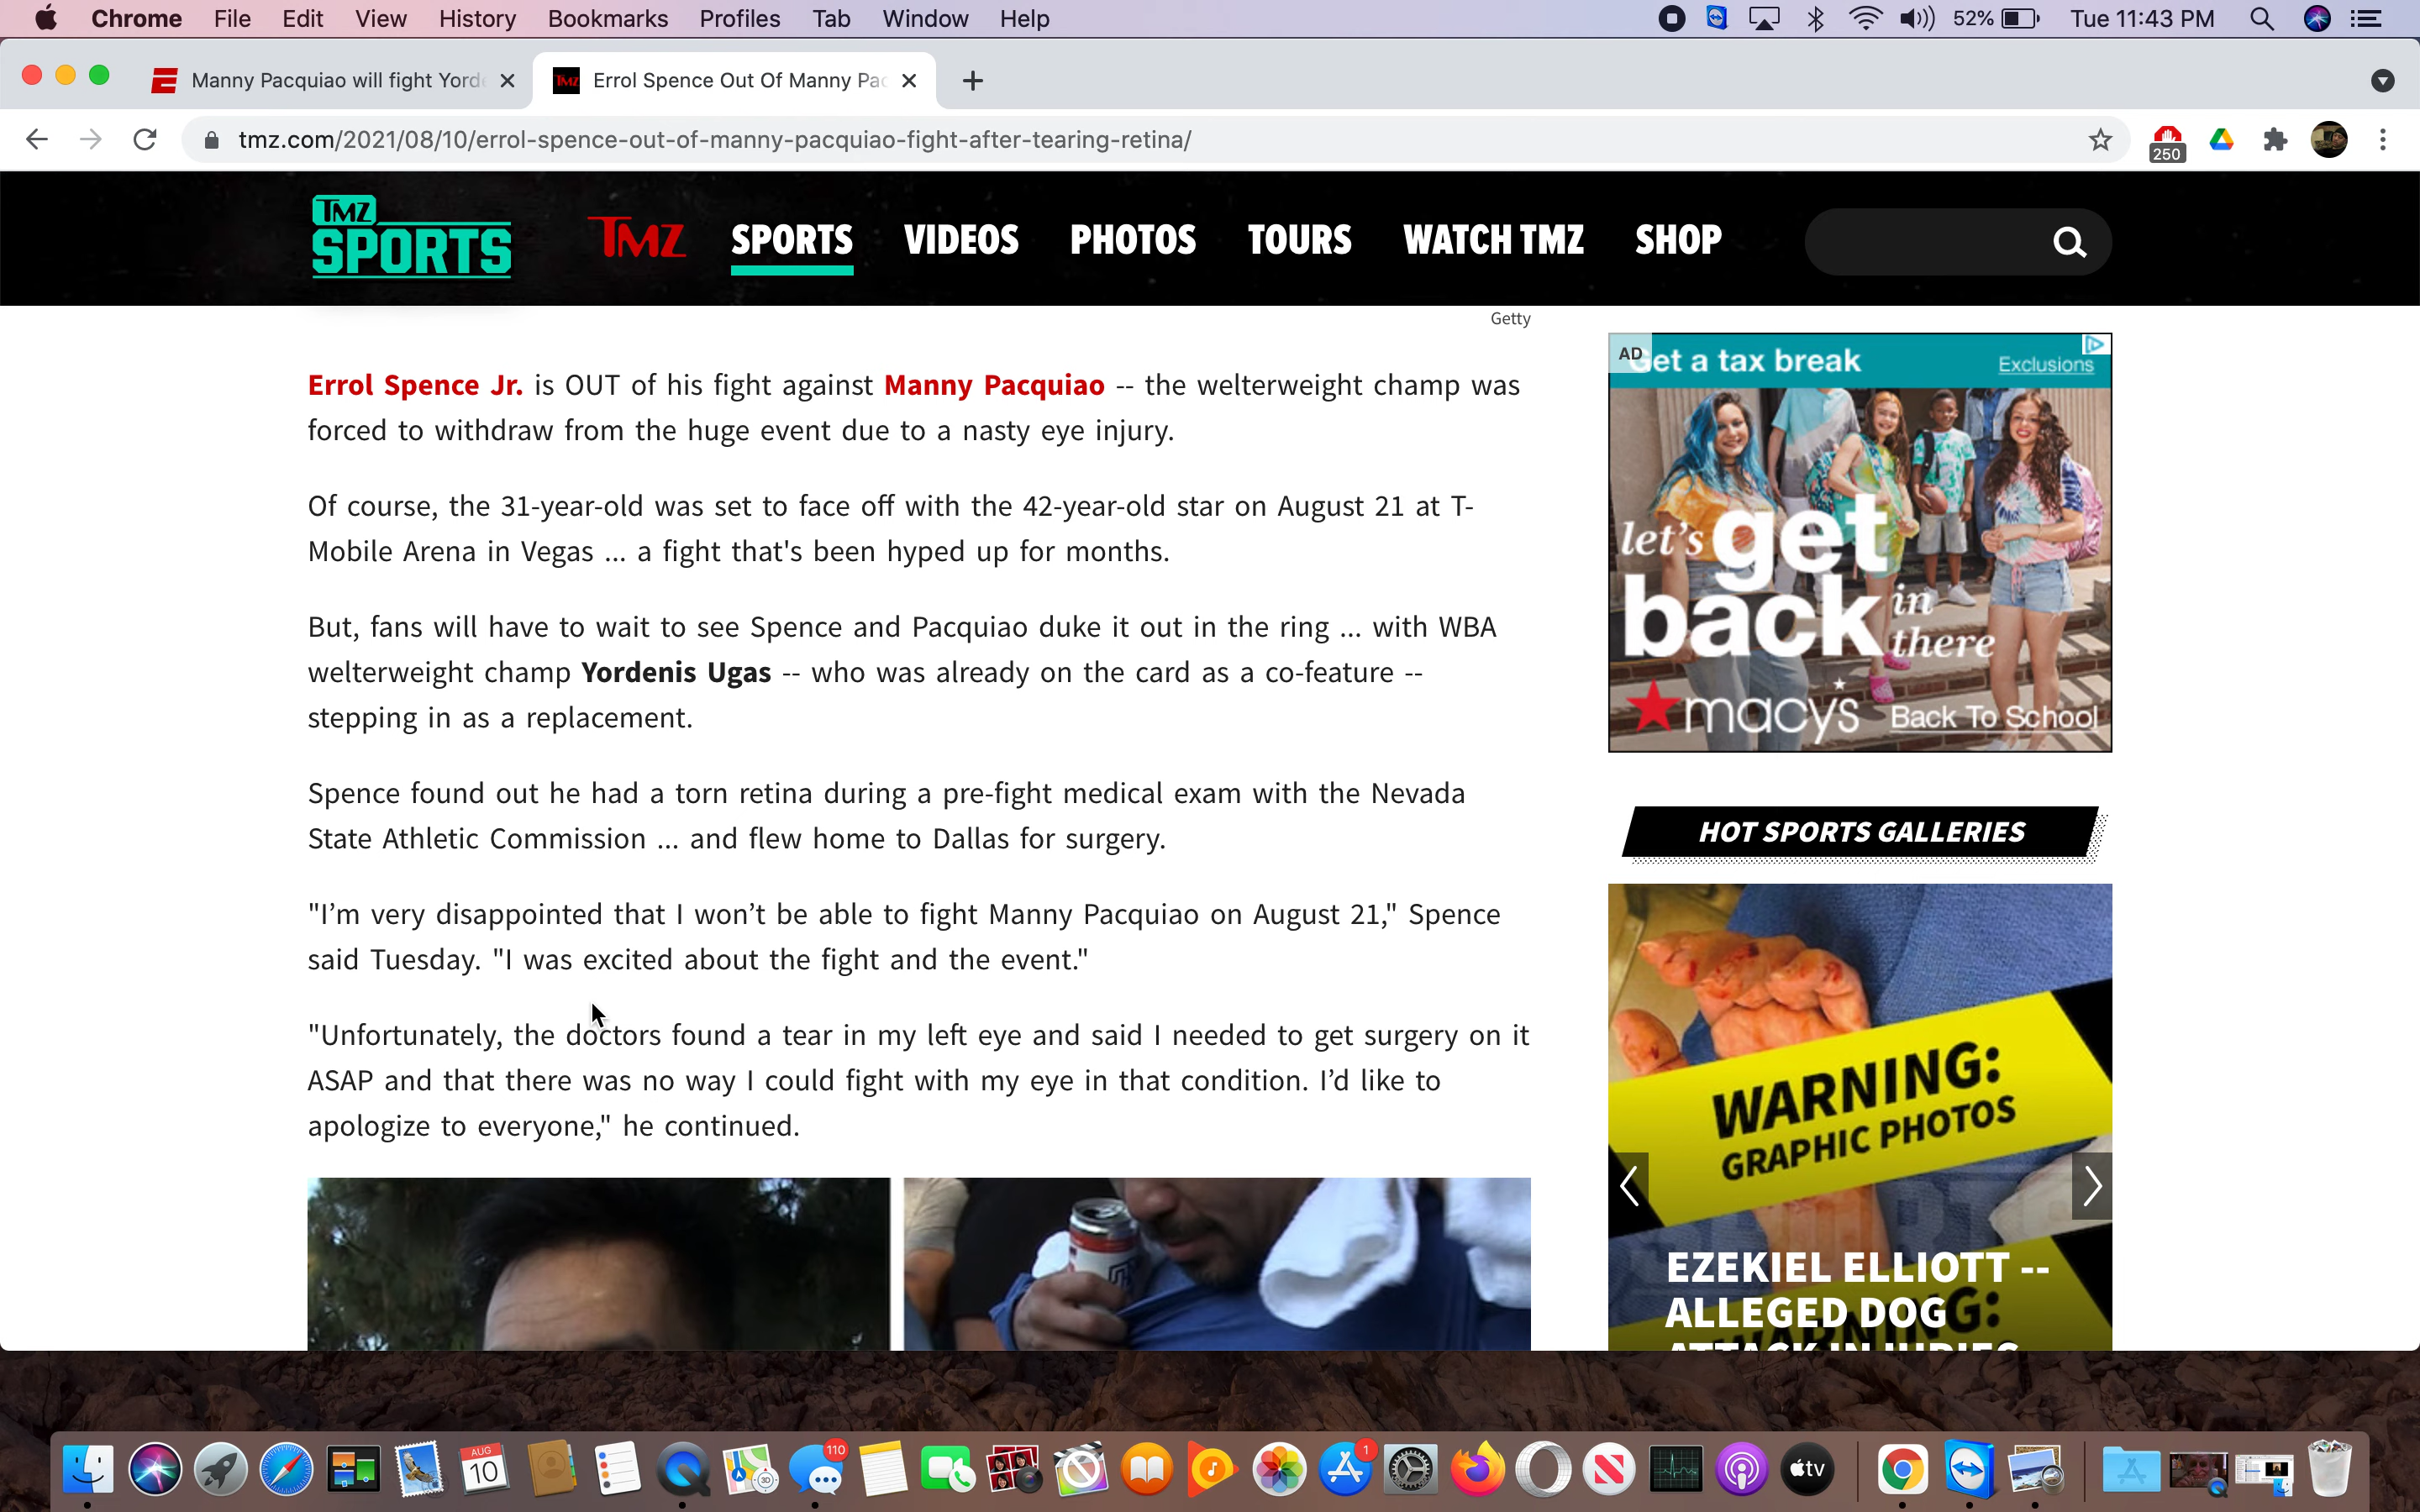 Chrome File Edit View History Bookmarks Profiles Tab Window Help 52% Tue 11:43 PM
Manny Pacquiao will fight Yord
Errol Spence Out Of Manny Pac
tmz.com/2021/08/10/errol-spence-out-of-manny-pacquiao-fight-after-tearing-retina/
250
TMZ SPORTS
TMZ SPORTS VIDEOS PHOTOS TOURS WATCH TMZ SHOP
Getty
Errol Spence Jr. is OUT of his fight against Manny Pacquiao -- the welterweight champ was
forced to withdraw from the huge event due to a nasty eye injury.
Of course, the 31-year-old was set to face off with the 42-year-old star on August 21 at T-
Mobile Arena in Vegas ... a fight that's been hyped up for months.
But, fans will have to wait to see Spence and Pacquiao duke it out in the ring ... with WBA
welterweight champ Yordenis Ugas -- who was already on the card as a co-feature --
stepping in as a replacement.
Spence found out he had a torn retina during a pre-fight medical exam with the Nevada
State Athletic Commission ... and flew home to Dallas for surgery.
"I’m very disappointed that I won’t be able to fight Manny Pacquiao on August 21," Spence
said Tuesday. "I was excited about the fight and the event."
"Unfortunately, the doctors found a tear in my left eye and said I needed to get surgery on it
ASAP and that there was no way I could fight with my eye in that condition. I’d like to
apologize to everyone," he continued.
AD
Get a tax break
Exclusions
let's get
back in
there
macy's
Back To School
HOT SPORTS GALLERIES
WARNING:
GRAPHIC PHOTOS
EZEKIEL ELLIOTT --
ALLEGED DOG
ATTACK INJURIES
WARNING:
AUG
10
3D
110
1
tv